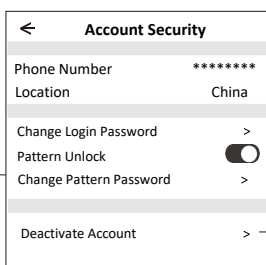 Account Security
Phone Number ********
Location China
Change Login Password >
Pattern Unlock
Change Pattern Password >
Deactivate Account >